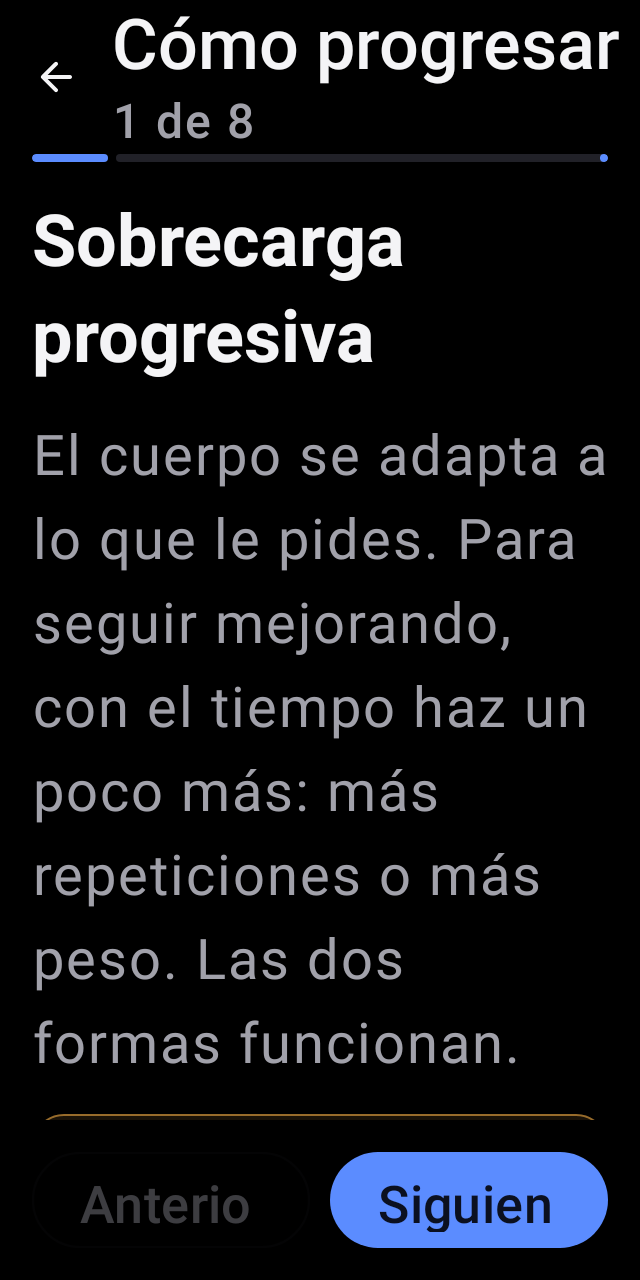 Cómo progresar
1 de 8
Sobrecarga
progresiva
El cuerpo se adapta a
lo que le pides. Para
seguir mejorando,
con el tiempo haz un
poco más: más
repeticiones o más
peso. Las dos
formas funcionan.
Anterio
Siguien